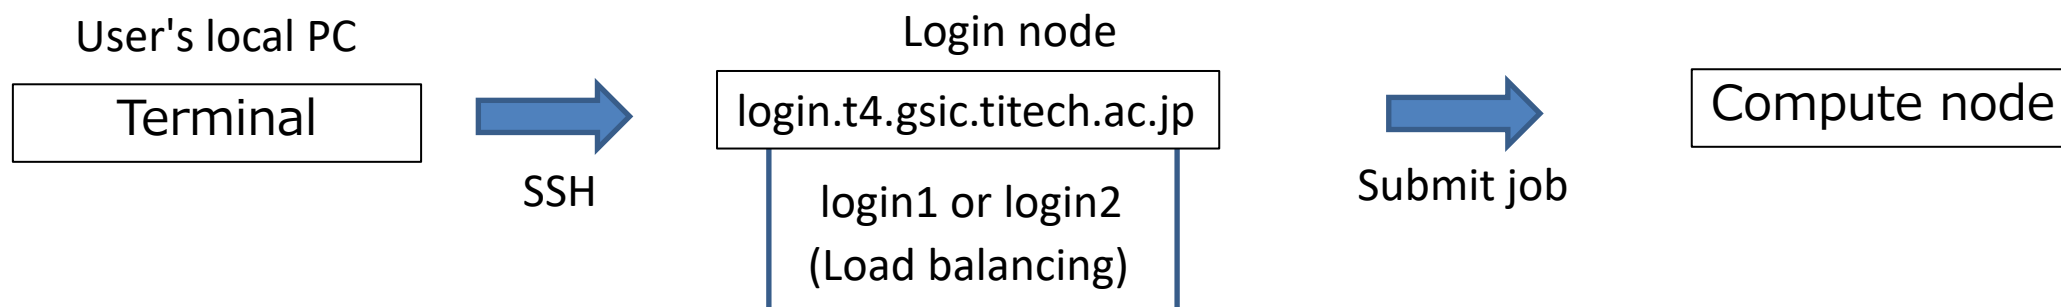 User's local PC
Terminal
SSH
Login node
login.t4.gsic.titech.ac.jp
login1 or login2
(Load balancing)
Submit job
Compute node